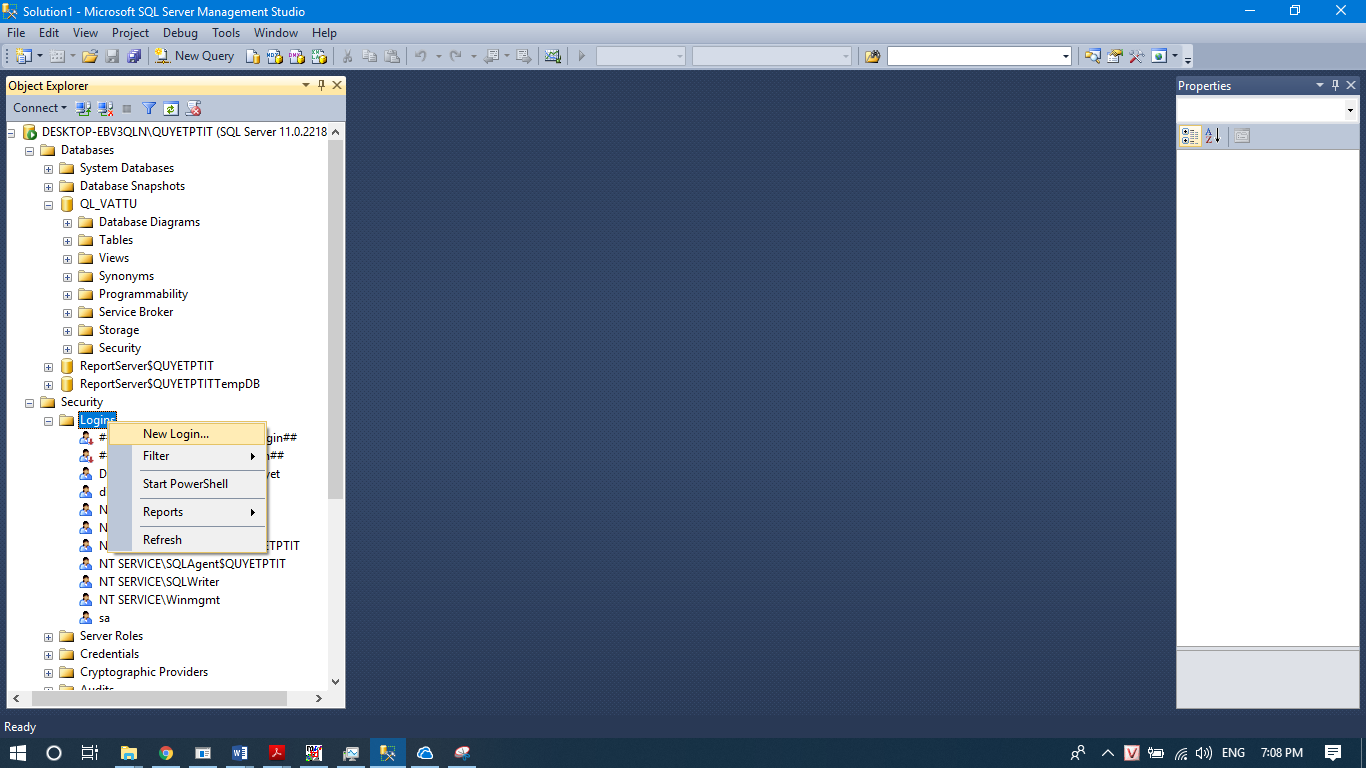 Solution1 - Microsoft SQL Server Management Studio
File Edit View Project Debug Tools Window Help
New Query
Object Explorer
Connect
DESKTOP-EBV3QLN\QUYETPTIT (SQL Server 11.0.2218
Databases
System Databases
Database Snapshots
QL_VATTU
Database Diagrams
Tables
Views
Synonyms
Programmability
Service Broker
Storage
Security
ReportServer$QUYETPTIT
ReportServer$QUYETPTITTempDB
Security
Logins
New Login...
Filter
Start PowerShell
Reports
Refresh
NT SERVICE\SQLAgent$QUYETPTIT
NT SERVICE\SQLWriter
NT SERVICE\Winmgmt
sa
Server Roles
Credentials
Cryptographic Providers
Audits
Properties
Ready
ENG 7:08 PM